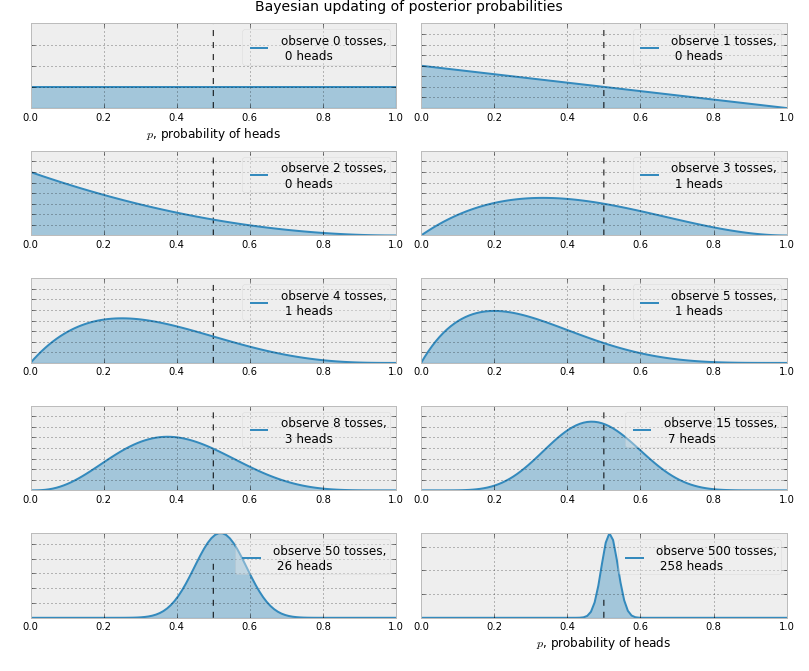 Bayesian updating of posterior probabilities
observe 0 tosses,
0 heads
0.0 0.2 0.4 0.6 0.8 1.0
p, probability of heads
observe 1 tosses,
0 heads
0.0 0.2 0.4 0.6 0.8 1.0
observe 2 tosses,
0 heads
0.0 0.2 0.4 0.6 0.8 1.0
observe 3 tosses,
1 heads
0.0 0.2 0.4 0.6 0.8 1.0
observe 4 tosses,
1 heads
0.0 0.2 0.4 0.6 0.8 1.0
observe 5 tosses,
1 heads
0.0 0.2 0.4 0.6 0.8 1.0
observe 8 tosses,
3 heads
0.0 0.2 0.4 0.6 0.8 1.0
observe 15 tosses,
7 heads
0.0 0.2 0.4 0.6 0.8 1.0
observe 50 tosses,
26 heads
0.0 0.2 0.4 0.6 0.8 1.0
observe 500 tosses,
258 heads
0.0 0.2 0.4 0.6 0.8 1.0
p, probability of heads